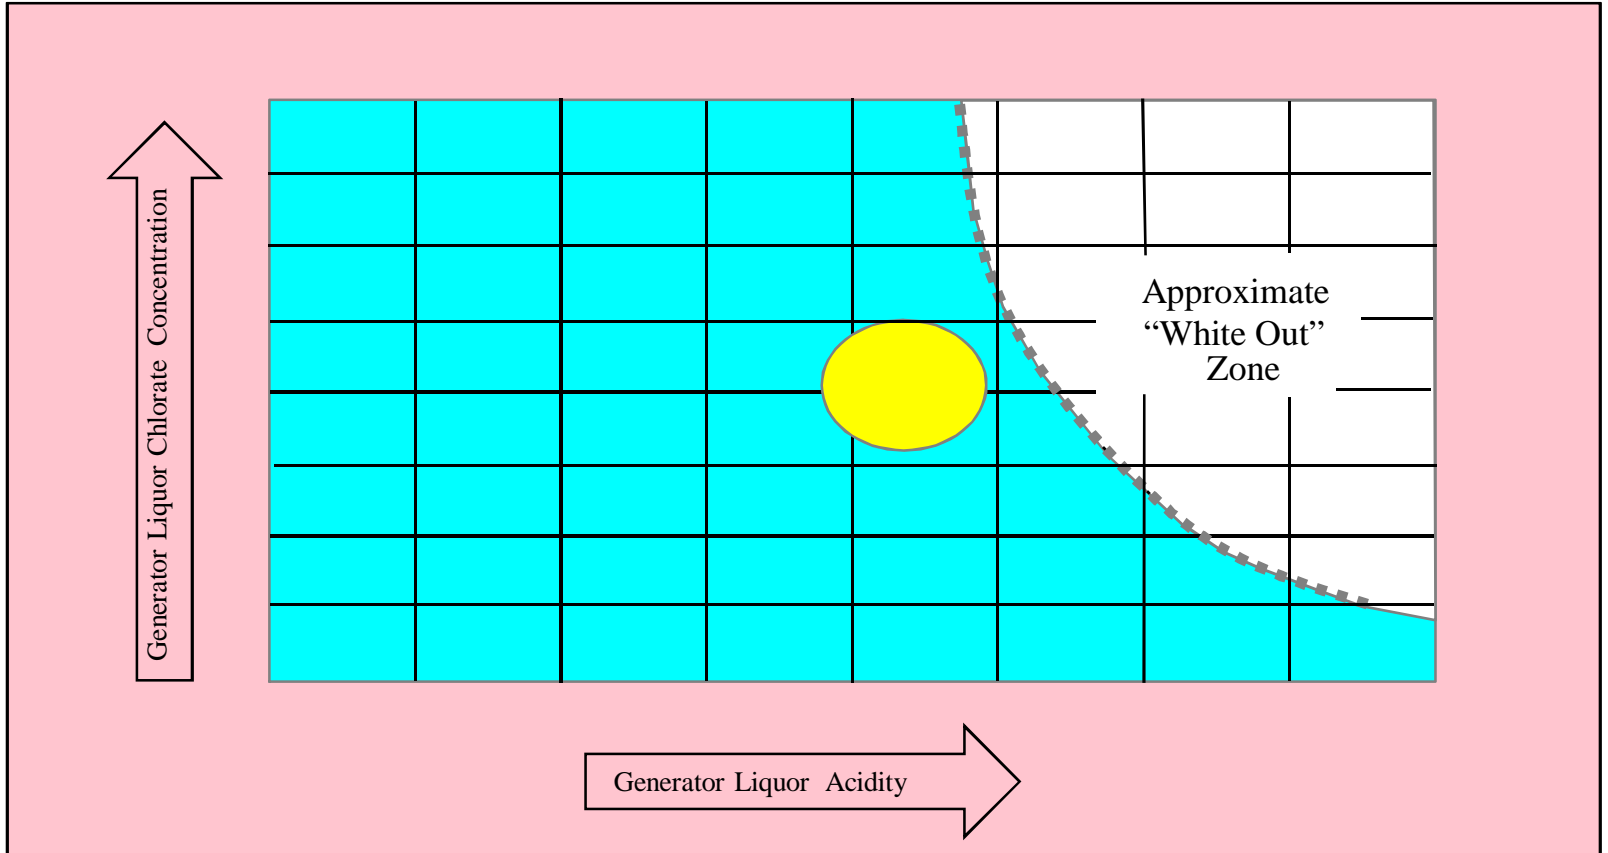 Generator Liquor Chlorate Concentration
Approximate
“White Out”
Zone
Generator Liquor Acidity